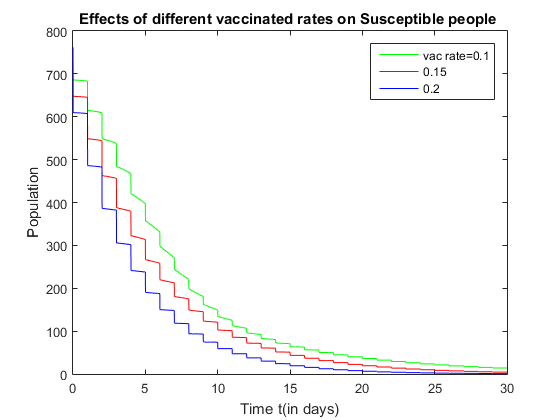 Effects of different vaccinated rates on Susceptible people
800
700
600
500
400
300
200
100
0
Population
vac rate=0.1
0.15
0.2
0 5 10 15 20 25 30
Time t(in days)